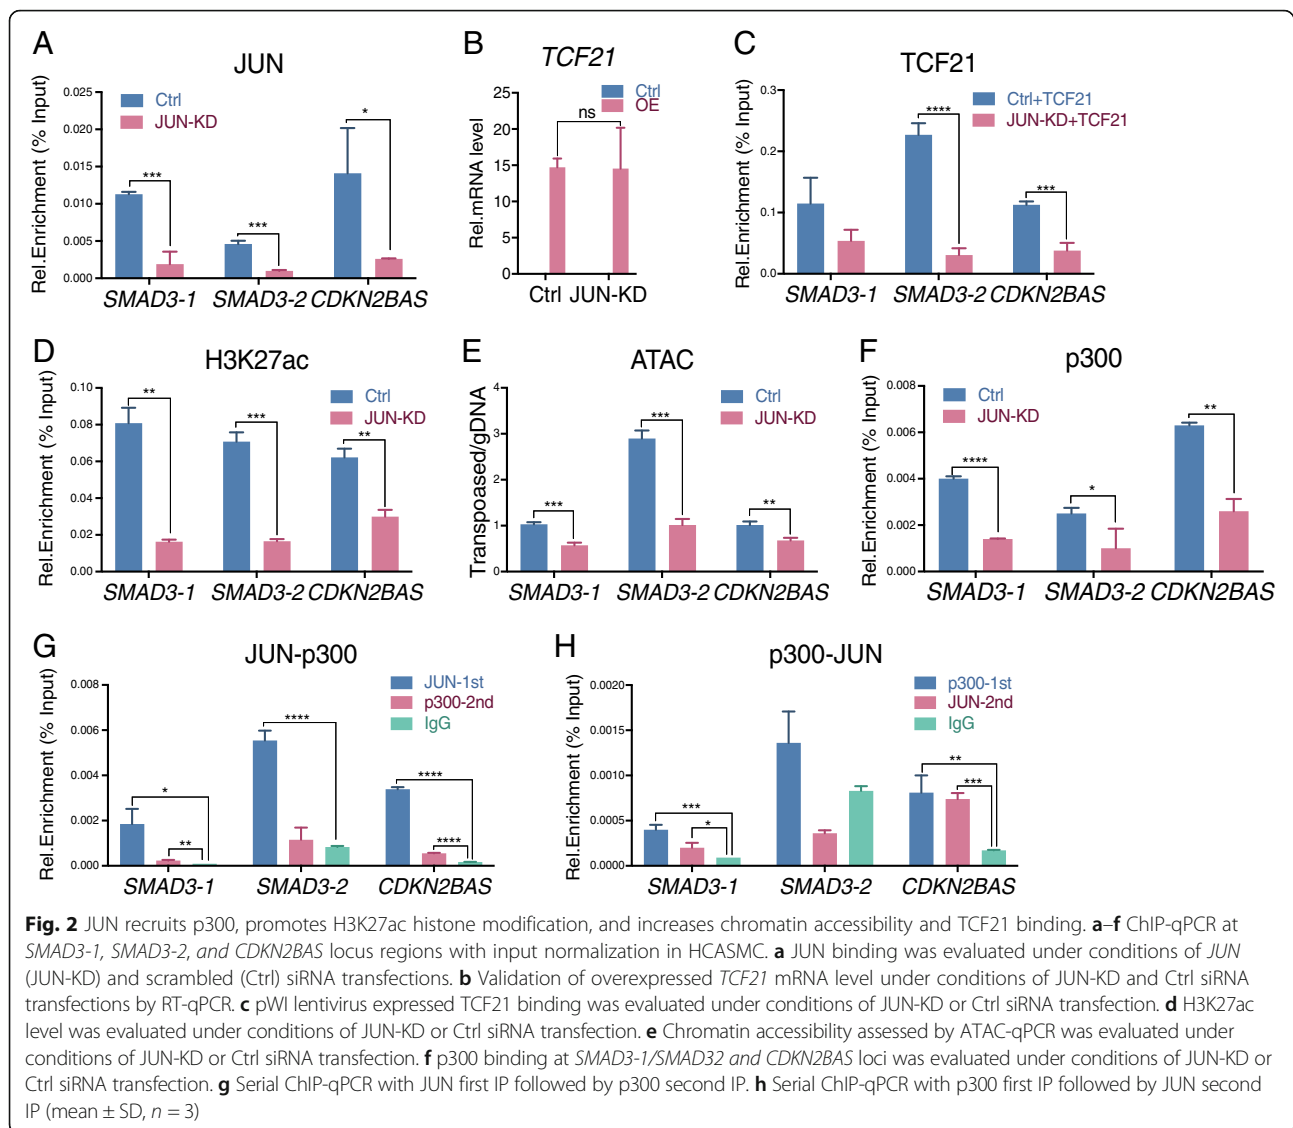 A
JUN
Rel.Enrichment (% Input)
0.025
0.020
0.015
0.010
0.005
0.000
Ctrl
JUN-KD
***
***
*
SMAD3-1 SMAD3-2 CDKN2BAS
B
TCF21
Rel.mRNA level
25
20
15
10
5
0
Ctrl
OE
ns
Ctrl JUN-KD
C
TCF21
Rel.Enrichment (% Input)
0.3
0.2
0.1
0.0
Ctrl+TCF21
JUN-KD+TCF21
****
***
SMAD3-1 SMAD3-2 CDKN2BAS
D
H3K27ac
Rel.Enrichment (% Input)
0.10
0.08
0.06
0.04
0.02
0.00
Ctrl
JUN-KD
**
***
**
SMAD3-1 SMAD3-2 CDKN2BAS
E
ATAC
Transpoased/gDNA
4
3
2
1
0
Ctrl
JUN-KD
***
***
**
SMAD3-1 SMAD3-2 CDKN2BAS
F
p300
Rel.Enrichment (% Input)
0.008
0.006
0.004
0.002
0.000
Ctrl
JUN-KD
****
*
**
SMAD3-1 SMAD3-2 CDKN2BAS
G
JUN-p300
Rel.Enrichment (% Input)
0.008
0.006
0.004
0.002
0.000
JUN-1st
p300-2nd
IgG
*
**
****
****
****
SMAD3-1 SMAD3-2 CDKN2BAS
H
p300-JUN
Rel.Enrichment (% Input)
0.0020
0.0015
0.0010
0.0005
0.0000
p300-1st
JUN-2nd
IgG
***
*
**
***
SMAD3-1 SMAD3-2 CDKN2BAS
Fig. 2 JUN recruits p300, promotes H3K27ac histone modification, and increases chromatin accessibility and TCF21 binding. a–f ChIP-qPCR at
SMAD3-1, SMAD3-2, and CDKN2BAS locus regions with input normalization in HCASMC. a JUN binding was evaluated under conditions of JUN
(JUN-KD) and scrambled (Ctrl) siRNA transfections. b Validation of overexpressed TCF21 mRNA level under conditions of JUN-KD and Ctrl siRNA
transfections by RT-qPCR. c pWI lentivirus expressed TCF21 binding was evaluated under conditions of JUN-KD or Ctrl siRNA transfection. d H3K27ac
level was evaluated under conditions of JUN-KD or Ctrl siRNA transfection. e Chromatin accessibility assessed by ATAC-qPCR was evaluated under
conditions of JUN-KD or Ctrl siRNA transfection. f p300 binding at SMAD3-1/SMAD32 and CDKN2BAS loci was evaluated under conditions of JUN-KD or
Ctrl siRNA transfection. g Serial ChIP-qPCR with JUN first IP followed by p300 second IP. h Serial ChIP-qPCR with p300 first IP followed by JUN second
IP (mean ± SD, n = 3)